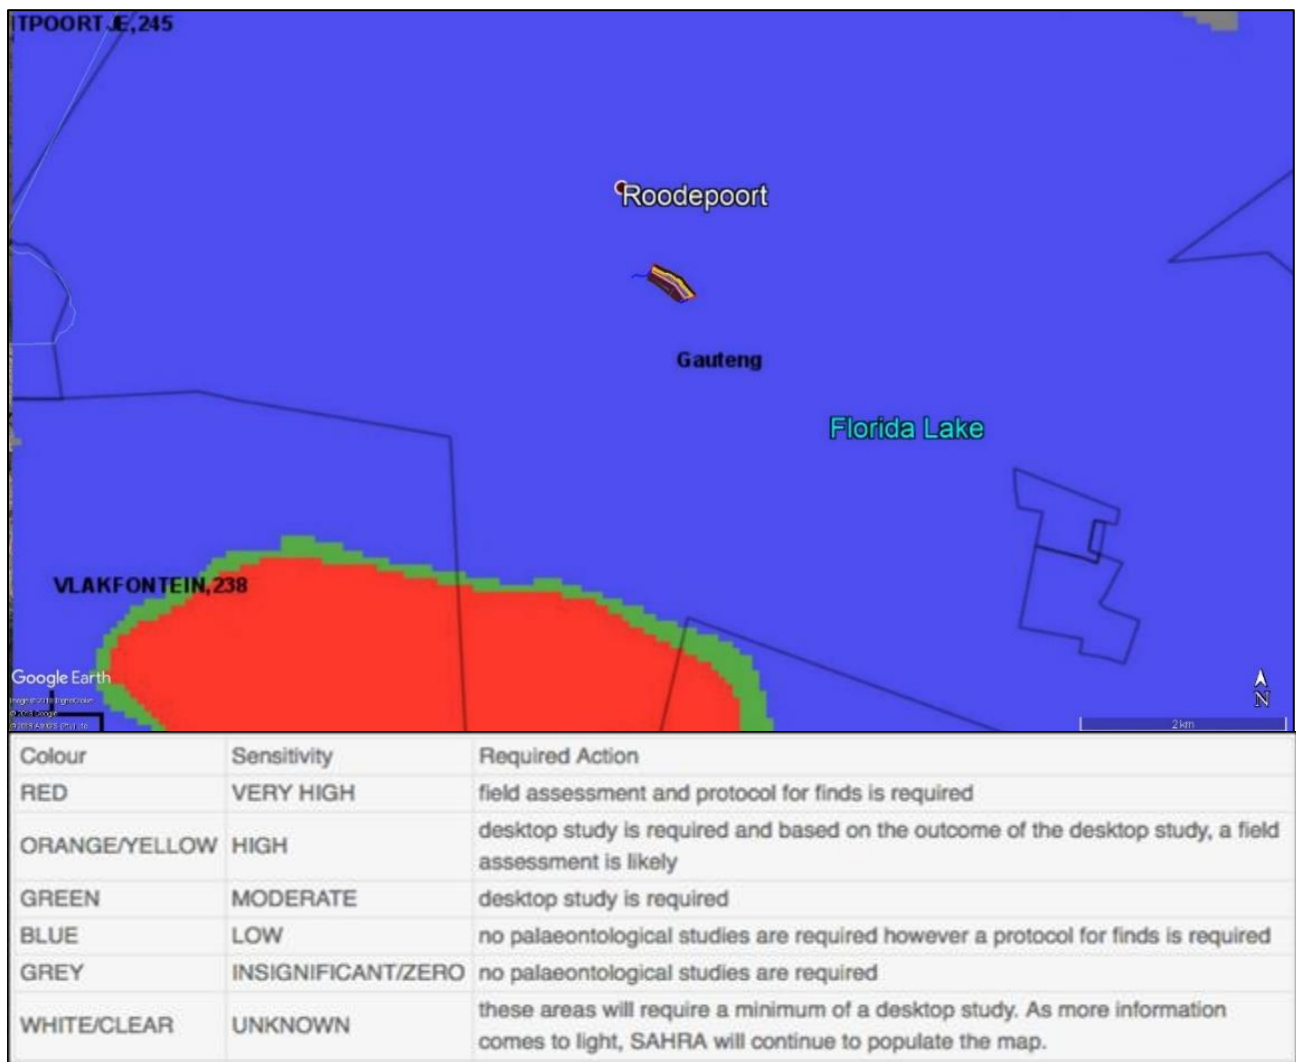 ITPOORTJE,245
Roodepoort
Gauteng
Florida Lake
VLAKFONTEIN,238
Google Earth
N
2 km
Colour Sensitivity Required Action
RED VERY HIGH field assessment and protocol for finds is required
ORANGE/YELLOW HIGH desktop study is required and based on the outcome of the desktop study, a field
assessment is likely
GREEN MODERATE desktop study is required
BLUE LOW no palaeontological studies are required however a protocol for finds is required
GREY INSIGNIFICANT/ZERO no palaeontological studies are required
WHITE/CLEAR UNKNOWN these areas will require a minimum of a desktop study. As more information
comes to light, SAHRA will continue to populate the map.